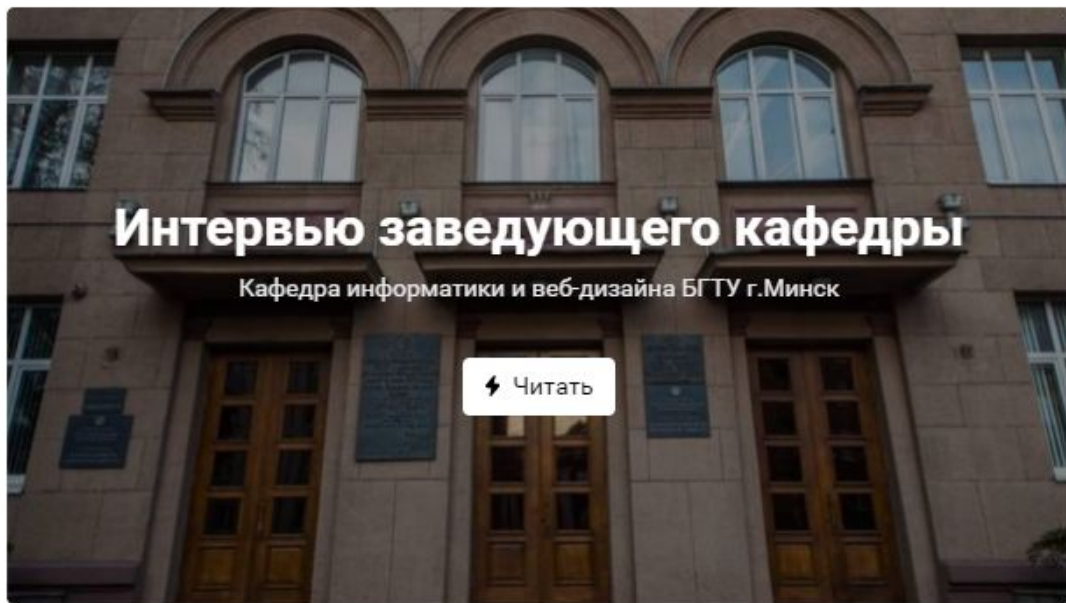 Интервью заведующего кафедры
Кафедра информатики и веб-дизайна БГТУ г.Минск
Читать